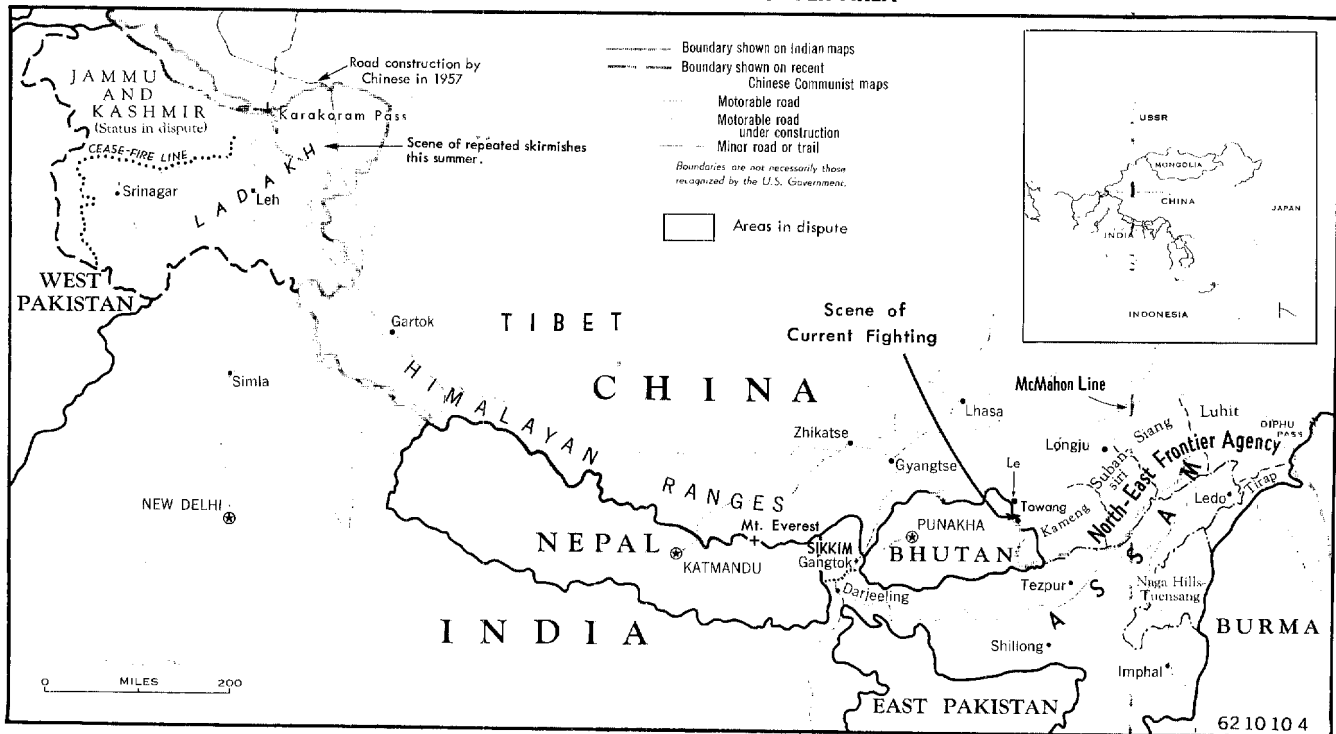 Road construction by
Chinese in 1957
JAMMU
AND
KASHMIR
(Status in dispute)
Karakoram Pass
CEASE-FIRE LINE
Scene of repeated skirmishes
this summer.
Srinagar
LADAKH
Leh
WEST
PAKISTAN
Boundary shown on Indian maps
Boundary shown on recent
Chinese Communist maps
Motorable road
Motorable road
under construction
Minor road or trail
Boundaries are not necessarily those
recognized by the U.S. Government.
Areas in dispute
USSR
MONGOLIA
CHINA
JAPAN
INDIA
INDONESIA
Gartok
TIBET
Simla
HIMALAYAN RANGES
CHINA
Scene of
Current Fighting
McMahon Line
Lhasa
Zhikatse
Gyangtse
Longju
Le
Towang
Kameng
Suban-
siri
Siang
Luhit
DIPHU
PASS
North-East Frontier Agency
Tirap
Ledo
NEW DELHI
NEPAL
Mt. Everest
KATMANDU
SIKKIM
Gangtok
PUNAKHA
BHUTAN
Darjeeling
Tezpur
ASSAM
Naga Hills-
Tuensang
INDIA
Shillong
Imphal
BURMA
EAST PAKISTAN
0 MILES 200
62 10 10 4